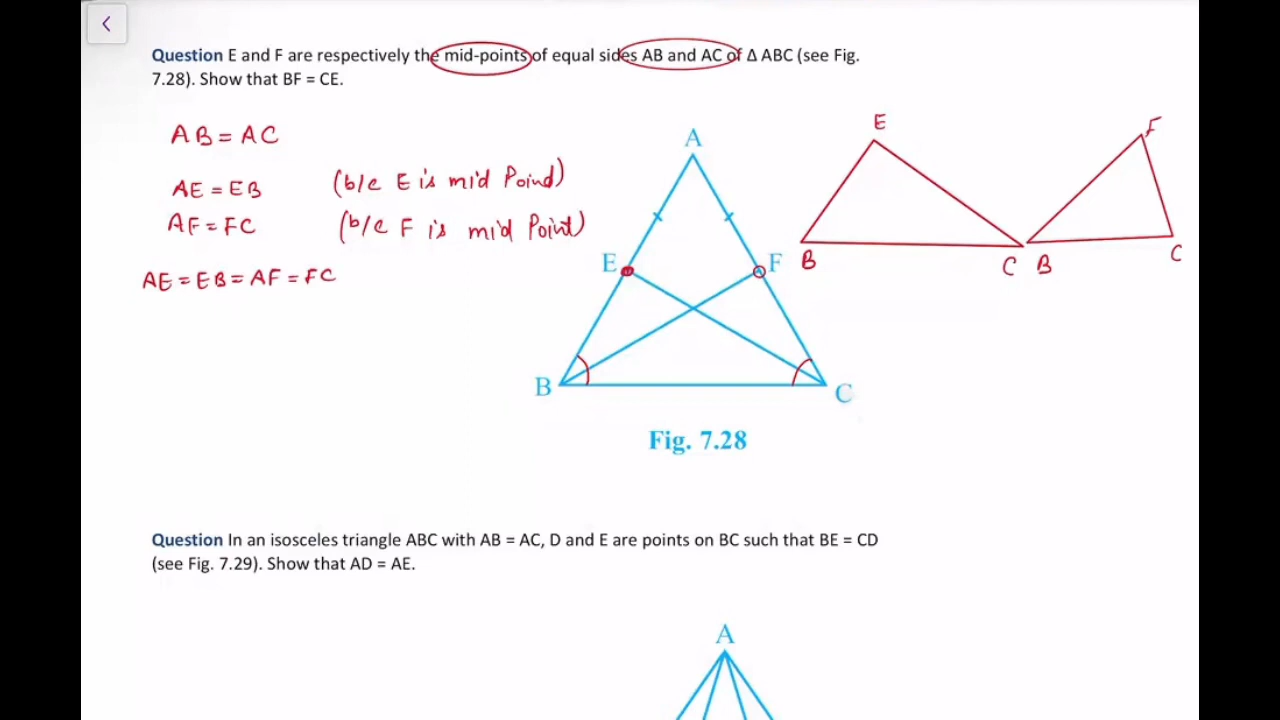 Question E and F are respectively the mid-points of equal sides AB and AC of Δ ABC (see Fig.
7.28). Show that BF = CE.
AB = AC
AE = EB (b/c E is mid Point)
AF = FC (b/c F is mid Point)
AE = EB = AF = FC
A
E
F
B
C
Fig. 7.28
E
B
C
F
B
C
Question In an isosceles triangle ABC with AB = AC, D and E are points on BC such that BE = CD
(see Fig. 7.29). Show that AD = AE.
A